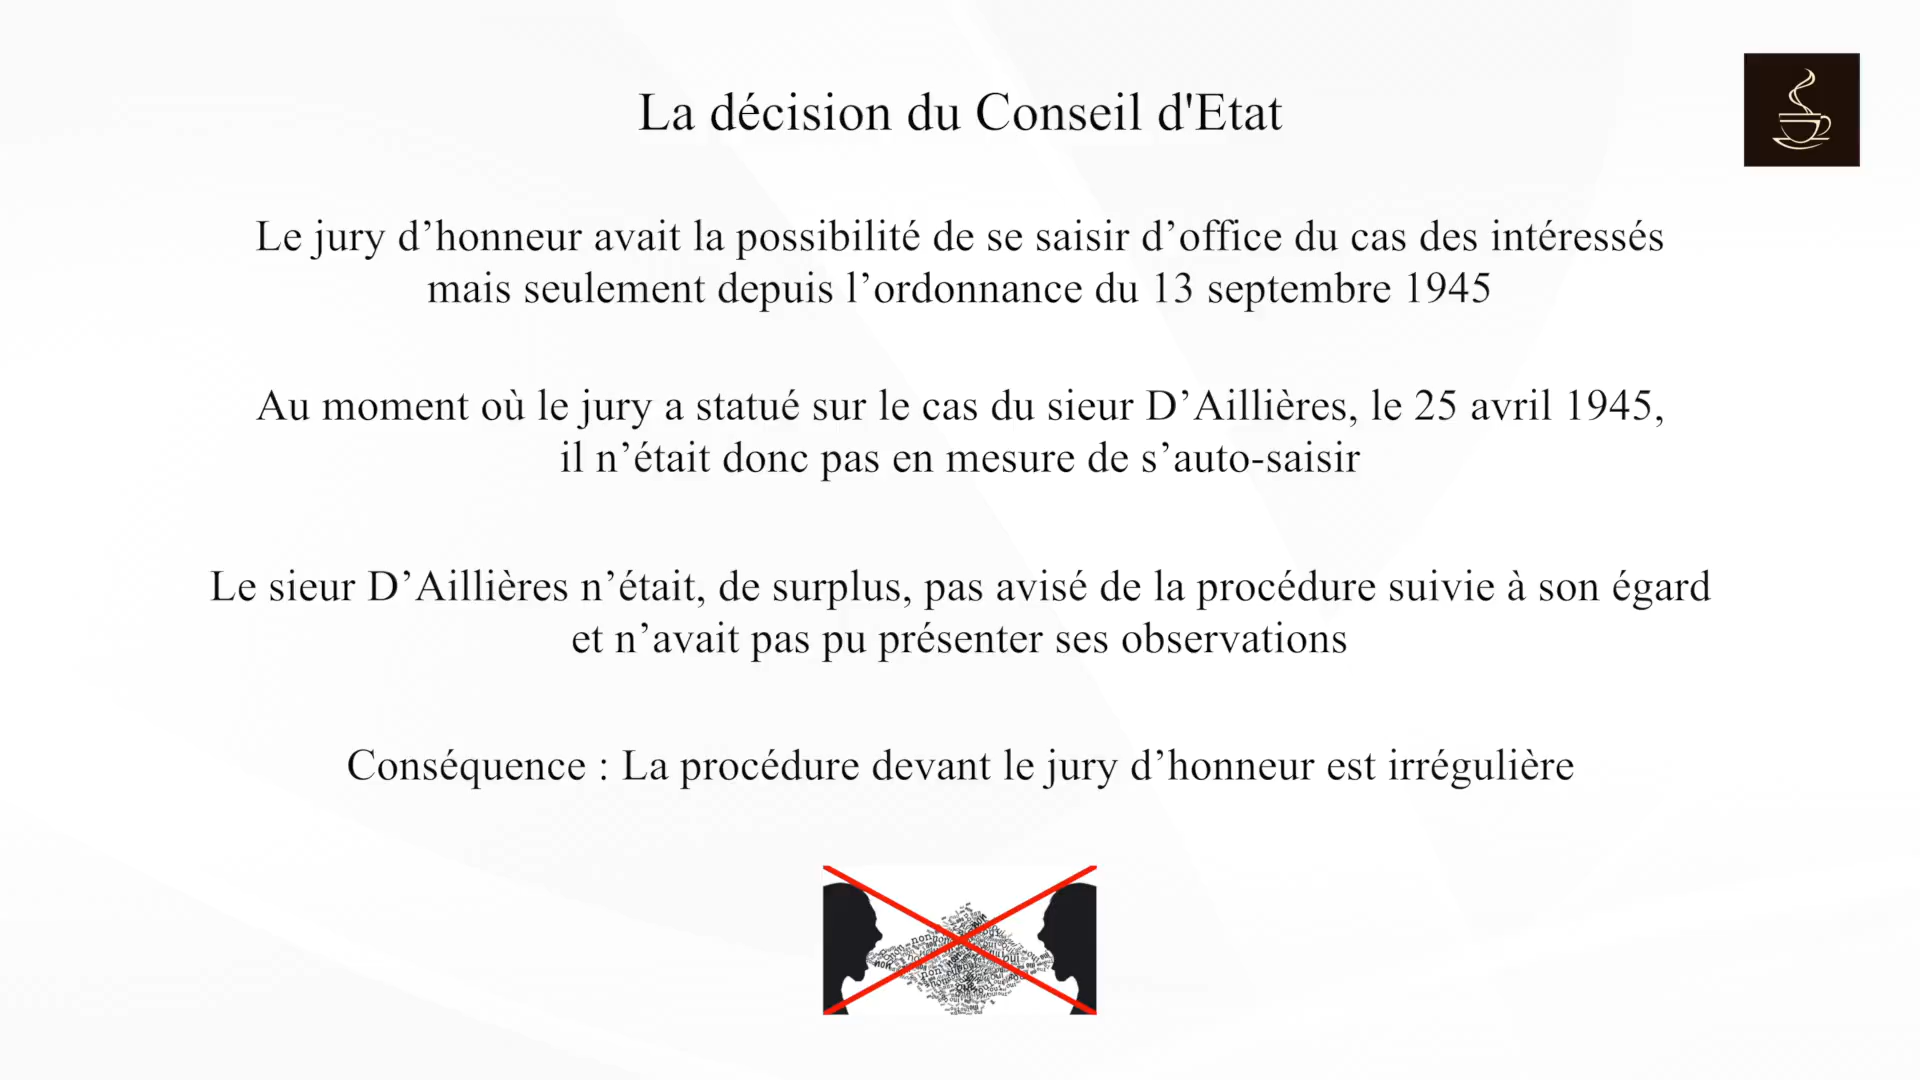 La décision du Conseil d'Etat
Le jury d’honneur avait la possibilité de se saisir d’office du cas des intéressés
mais seulement depuis l’ordonnance du 13 septembre 1945
Au moment où le jury a statué sur le cas du sieur D’Aillières, le 25 avril 1945,
il n’était donc pas en mesure de s’auto-saisir
Le sieur D’Aillières n’était, de surplus, pas avisé de la procédure suivie à son égard
et n’avait pas pu présenter ses observations
Conséquence : La procédure devant le jury d’honneur est irrégulière